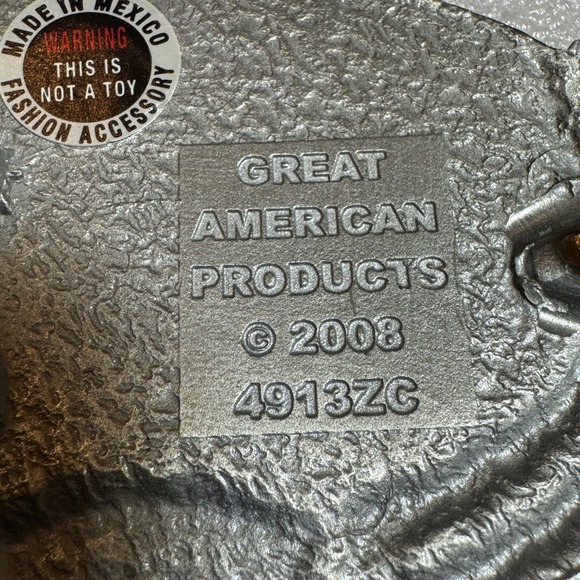 MADE IN MEXICO
WARNING
THIS IS
NOT A TOY
FASHION ACCESSORY
GREAT
AMERICAN
PRODUCTS
© 2008
4913ZC